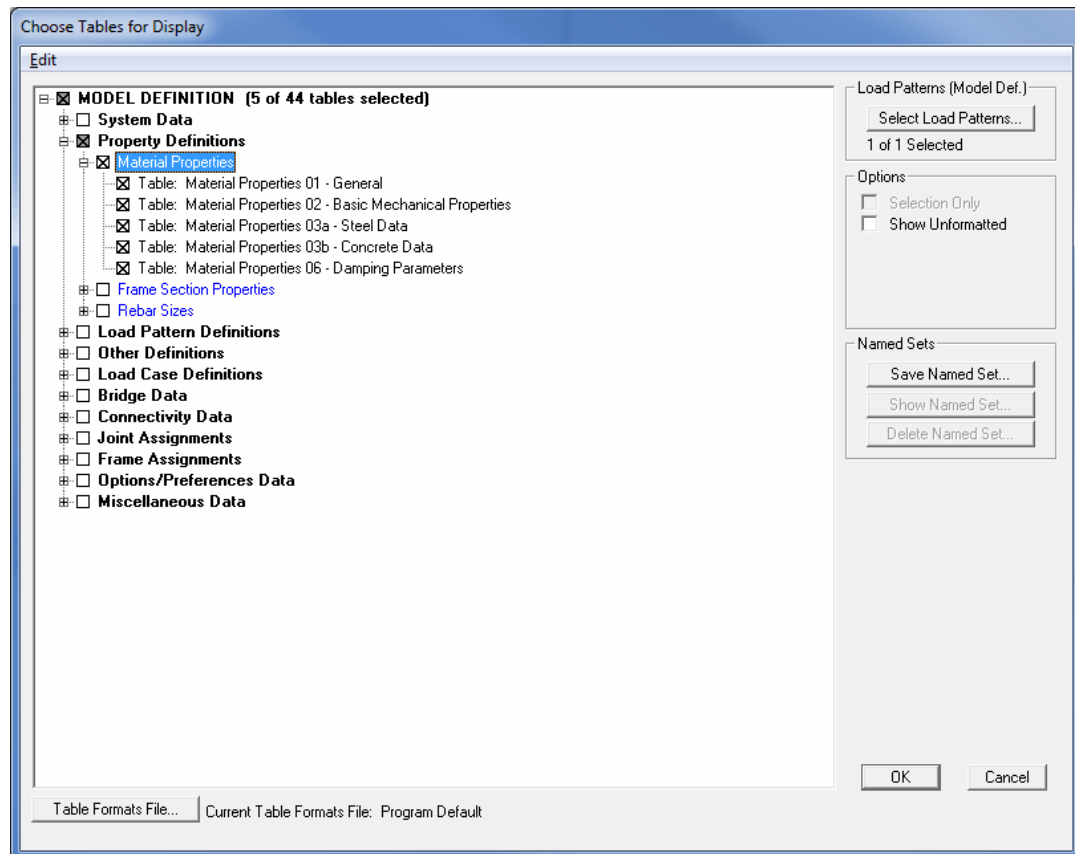 Choose Tables for Display
Edit
MODEL DEFINITION (5 of 44 tables selected)
System Data
Property Definitions
Material Properties
Table: Material Properties 01 - General
Table: Material Properties 02 - Basic Mechanical Properties
Table: Material Properties 03a - Steel Data
Table: Material Properties 03b - Concrete Data
Table: Material Properties 06 - Damping Parameters
Frame Section Properties
Rebar Sizes
Load Pattern Definitions
Other Definitions
Load Case Definitions
Bridge Data
Connectivity Data
Joint Assignments
Frame Assignments
Options/Preferences Data
Miscellaneous Data
Load Patterns (Model Def.)
Select Load Patterns...
1 of 1 Selected
Options
Selection Only
Show Unformatted
Named Sets
Save Named Set...
Show Named Set...
Delete Named Set...
OK Cancel
Table Formats File... Current Table Formats File: Program Default